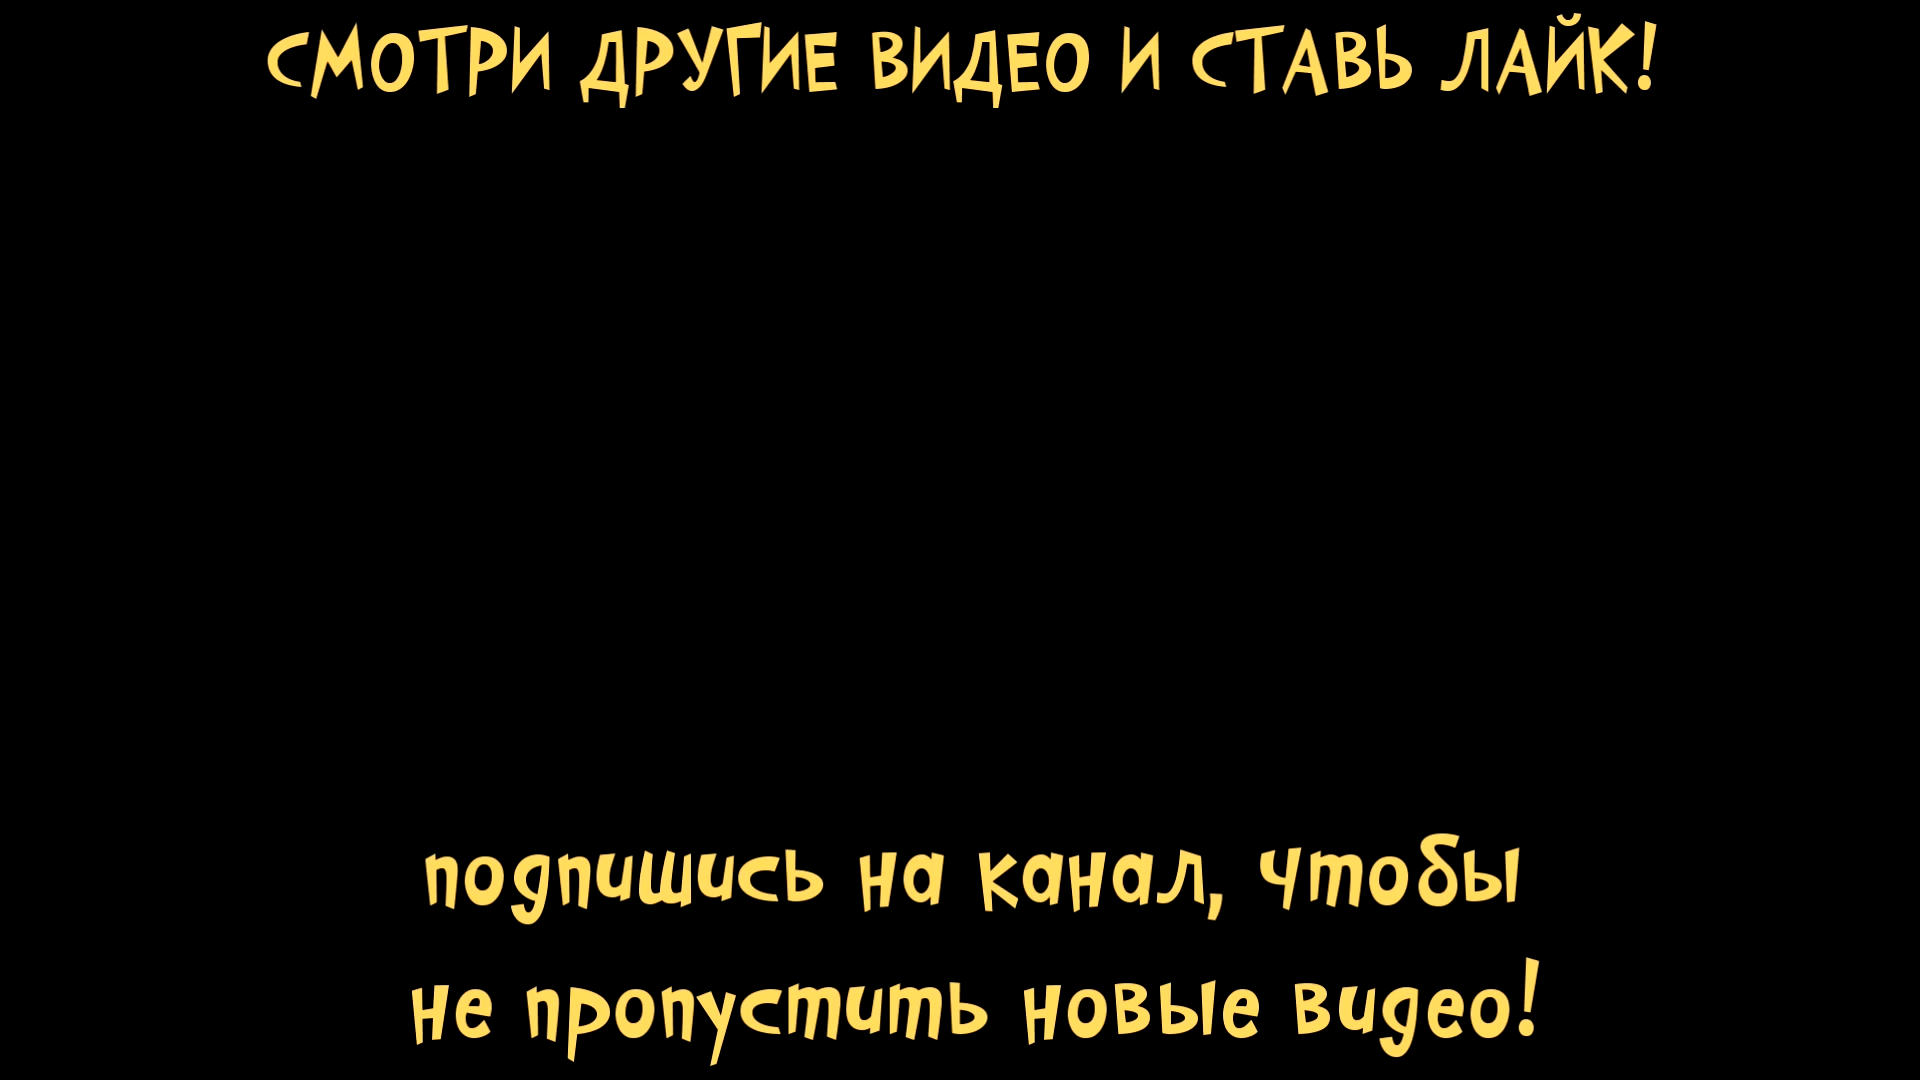 СМОТРИ ДРУГИЕ ВИДЕО И СТАВЬ ЛАЙК!
подпишись на канал, чтобы
не пропустить новые видео!